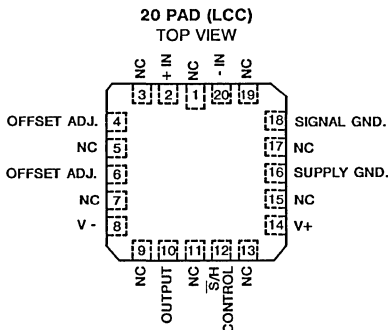 20 PAD (LCC)
TOP VIEW
NC
+ IN
NC
- IN
NC
3 2 1 20 19
OFFSET ADJ. 4
NC 5
OFFSET ADJ. 6
NC 7
V - 8
18 SIGNAL GND.
17 NC
16 SUPPLY GND.
15 NC
14 V+
9 10 11 12 13
NC
OUTPUT
NC
S̅/H
CONTROL
NC